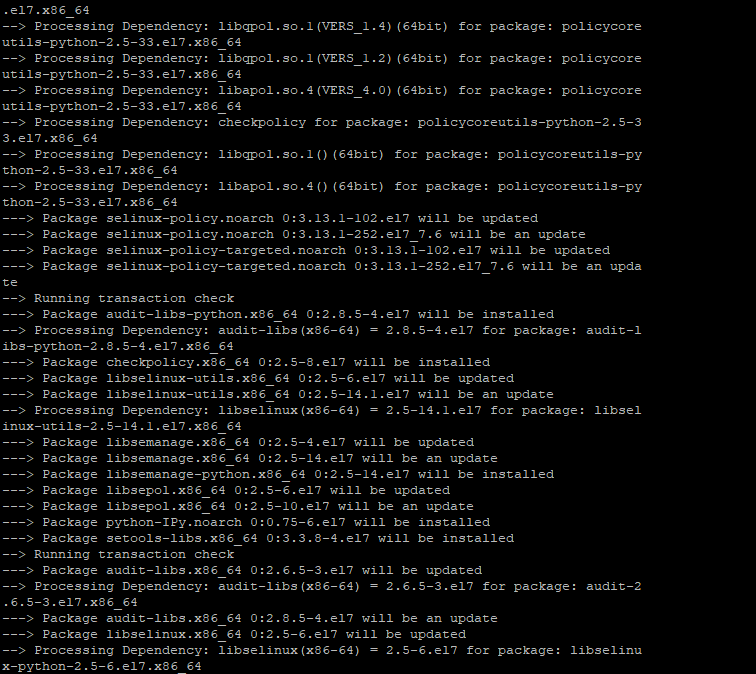 .el7.x86_64
--> Processing Dependency: libqpol.so.1(VERS_1.4)(64bit) for package: policycore
utils-python-2.5-33.el7.x86_64
--> Processing Dependency: libqpol.so.1(VERS_1.2)(64bit) for package: policycore
utils-python-2.5-33.el7.x86_64
--> Processing Dependency: libapol.so.4(VERS_4.0)(64bit) for package: policycore
utils-python-2.5-33.el7.x86_64
--> Processing Dependency: checkpolicy for package: policycoreutils-python-2.5-3
3.el7.x86_64
--> Processing Dependency: libqpol.so.1()(64bit) for package: policycoreutils-py
thon-2.5-33.el7.x86_64
--> Processing Dependency: libapol.so.4()(64bit) for package: policycoreutils-py
thon-2.5-33.el7.x86_64
---> Package selinux-policy.noarch 0:3.13.1-102.el7 will be updated
---> Package selinux-policy.noarch 0:3.13.1-252.el7_7.6 will be an update
---> Package selinux-policy-targeted.noarch 0:3.13.1-102.el7 will be updated
---> Package selinux-policy-targeted.noarch 0:3.13.1-252.el7_7.6 will be an upda
te
--> Running transaction check
---> Package audit-libs-python.x86_64 0:2.8.5-4.el7 will be installed
--> Processing Dependency: audit-libs(x86-64) = 2.8.5-4.el7 for package: audit-l
ibs-python-2.8.5-4.el7.x86_64
---> Package checkpolicy.x86_64 0:2.5-8.el7 will be installed
---> Package libselinux-utils.x86_64 0:2.5-6.el7 will be updated
---> Package libselinux-utils.x86_64 0:2.5-14.1.el7 will be an update
--> Processing Dependency: libselinux(x86-64) = 2.5-14.1.el7 for package: libsel
inux-utils-2.5-14.1.el7.x86_64
---> Package libsemanage.x86_64 0:2.5-4.el7 will be updated
---> Package libsemanage.x86_64 0:2.5-14.el7 will be an update
---> Package libsemanage-python.x86_64 0:2.5-14.el7 will be installed
---> Package libsepol.x86_64 0:2.5-6.el7 will be updated
---> Package libsepol.x86_64 0:2.5-10.el7 will be an update
---> Package python-IPy.noarch 0:0.75-6.el7 will be installed
---> Package setools-libs.x86_64 0:3.3.8-4.el7 will be installed
--> Running transaction check
---> Package audit-libs.x86_64 0:2.6.5-3.el7 will be updated
--> Processing Dependency: audit-libs(x86-64) = 2.6.5-3.el7 for package: audit-2
.6.5-3.el7.x86_64
---> Package audit-libs.x86_64 0:2.8.5-4.el7 will be an update
---> Package libselinux.x86_64 0:2.5-6.el7 will be updated
--> Processing Dependency: libselinux(x86-64) = 2.5-6.el7 for package: libselinu
x-python-2.5-6.el7.x86_64